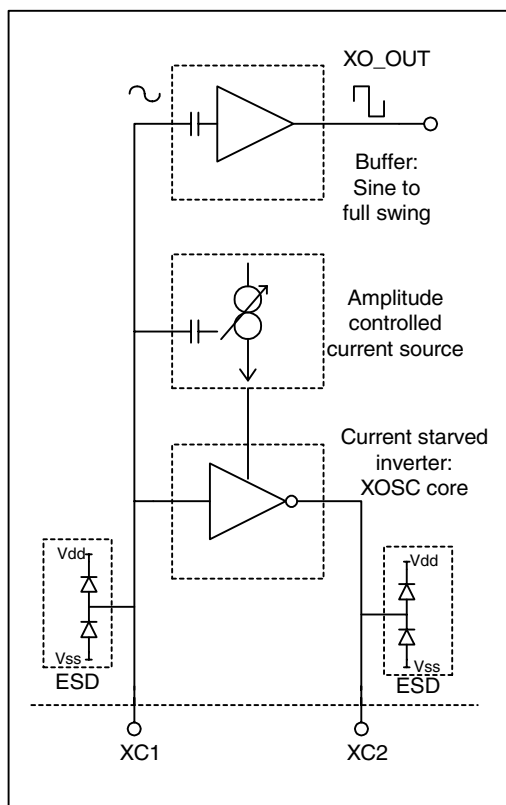 XO_OUT
Buffer:
Sine to
full swing
Amplitude
controlled
current source
Current starved
inverter:
XOSC core
Vdd
Vss
ESD
Vdd
Vss
ESD
XC1
XC2